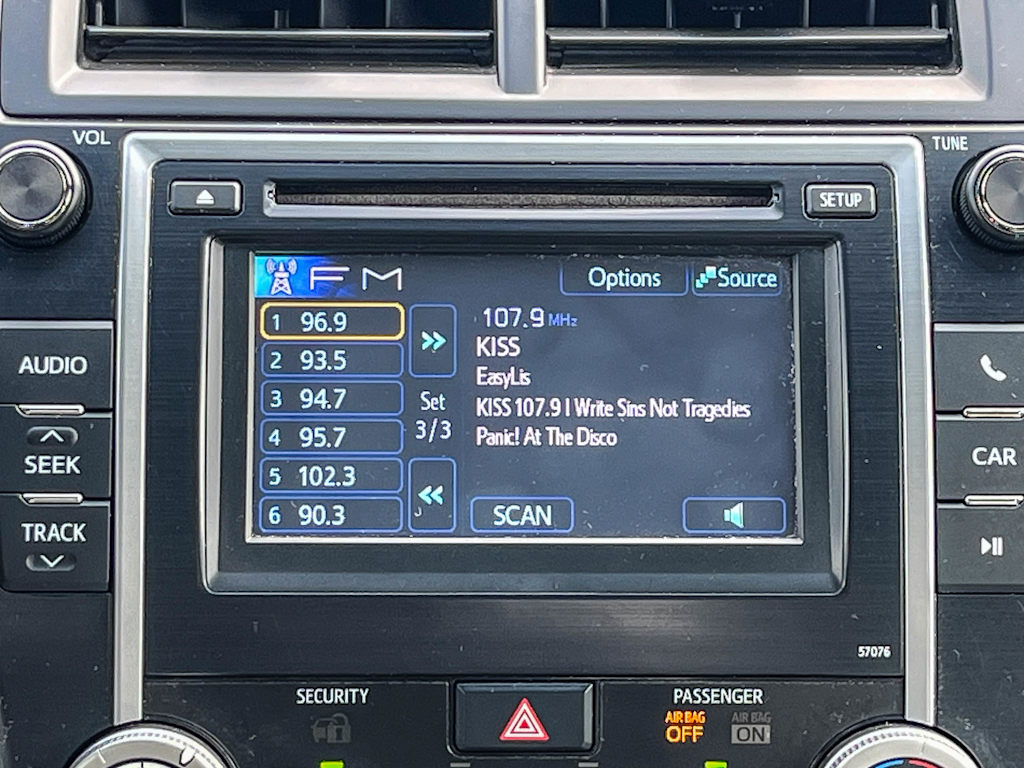 VOL
TUNE
SETUP
FM
Options
Source
1 96.9
2 93.5
3 94.7
4 95.7
5 102.3
6 90.3
Set
3/3
107.9 MHz
KISS
EasyLis
KISS 107.9 I Write Sins Not Tragedies
Panic! At The Disco
SCAN
AUDIO
SEEK
TRACK
CAR
57076
SECURITY
PASSENGER
AIR BAG
OFF
AIR BAG
ON